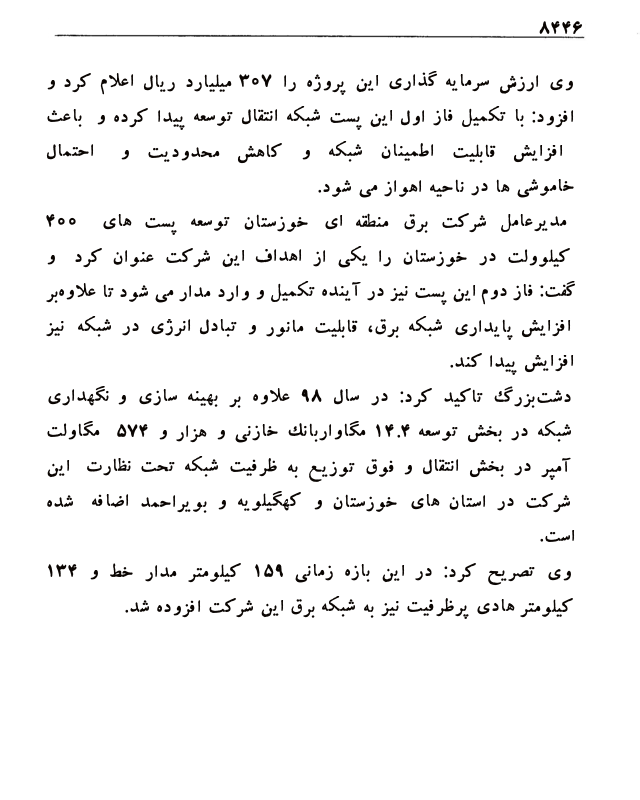 ۸۴۴۶
وی ارزش سرمایه گذاری این پروژه را ۳۰۷ میلیارد ریال اعلام کرد و
افزود: با تکمیل فاز اول این پست شبکه انتقال توسعه پیدا کرده و باعث
افزایش قابلیت اطمینان شبکه و کاهش محدودیت و احتمال
خاموشی ها در ناحیه اهواز می شود.
مدیرعامل شرکت برق منطقه ای خوزستان توسعه پست های ۴۰۰
کیلوولت در خوزستان را یکی از اهداف این شرکت عنوان کرد و
گفت: فاز دوم این پست نیز در آینده تکمیل و وارد مدار می شود تا علاوه‌بر
افزایش پایداری شبکه برق، قابلیت مانور و تبادل انرژی در شبکه نیز
افزایش پیدا کند.
دشت‌بزرگ تاکید کرد: در سال ۹۸ علاوه بر بهینه سازی و نگهداری
شبکه در بخش توسعه ۱۴.۴ مگاواربانک خازنی و هزار و ۵۷۴ مگاولت
آمپر در بخش انتقال و فوق توزیع به ظرفیت شبکه تحت نظارت این
شرکت در استان های خوزستان و کهگیلویه و بویراحمد اضافه شده
است.
وی تصریح کرد: در این بازه زمانی ۱۵۹ کیلومتر مدار خط و ۱۳۴
کیلومتر هادی پرظرفیت نیز به شبکه برق این شرکت افزوده شد.